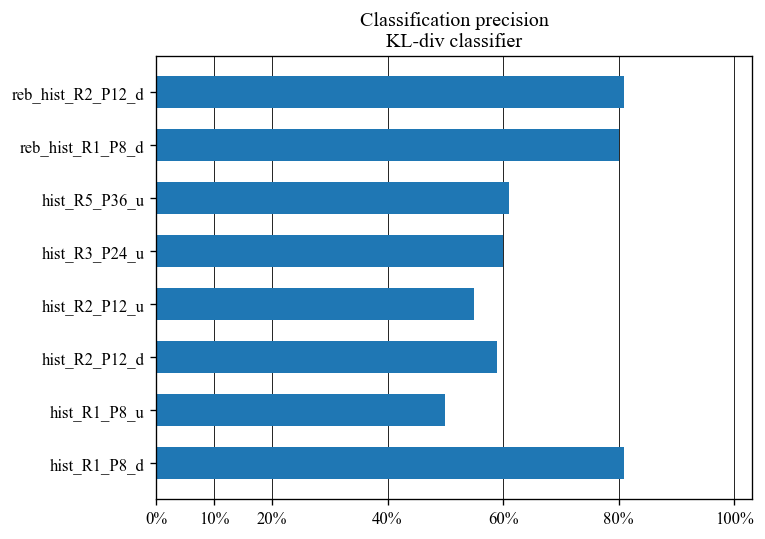 Classification precision
KL-div classifier
reb_hist_R2_P12_d
reb_hist_R1_P8_d
hist_R5_P36_u
hist_R3_P24_u
hist_R2_P12_u
hist_R2_P12_d
hist_R1_P8_u
hist_R1_P8_d
0% 10% 20% 40% 60% 80% 100%